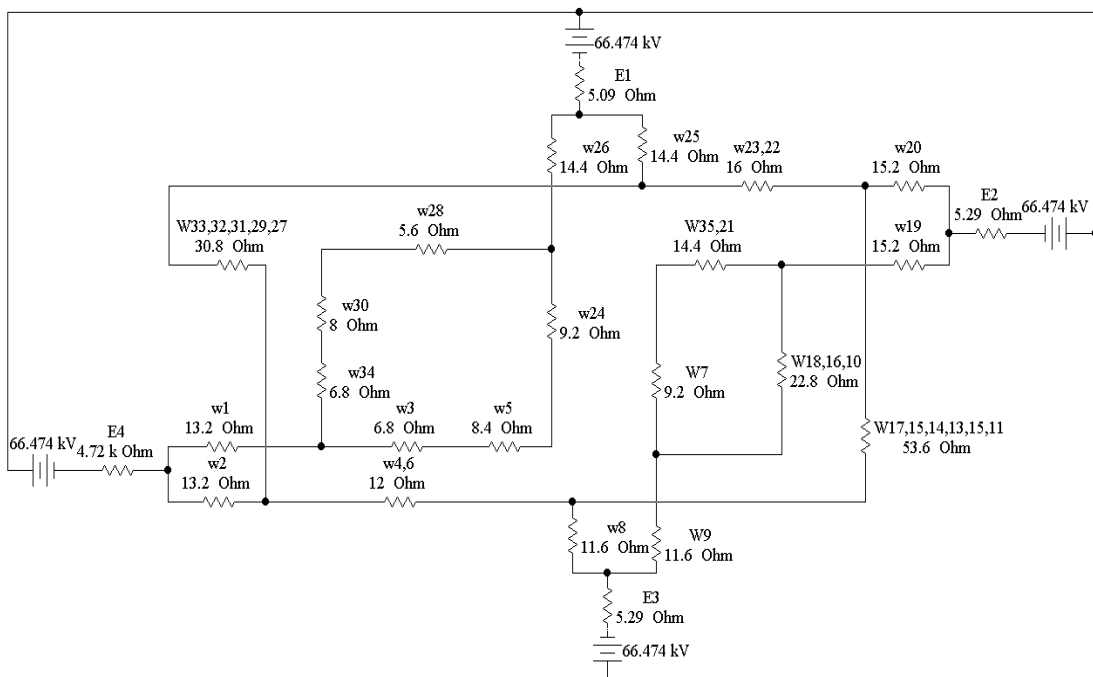 66.474 kV
E1
5.09 Ohm
w26
14.4 Ohm
w25
14.4 Ohm
w23,22
16 Ohm
w20
15.2 Ohm
E2
5.29 Ohm
66.474 kV
w19
15.2 Ohm
W33,32,31,29,27
30.8 Ohm
w28
5.6 Ohm
W35,21
14.4 Ohm
w30
8 Ohm
w24
9.2 Ohm
w34
6.8 Ohm
W7
9.2 Ohm
W18,16,10
22.8 Ohm
w1
13.2 Ohm
w3
6.8 Ohm
w5
8.4 Ohm
W17,15,14,13,15,11
53.6 Ohm
66.474 kV
E4
4.72 k Ohm
w2
13.2 Ohm
w4,6
12 Ohm
w8
11.6 Ohm
W9
11.6 Ohm
E3
5.29 Ohm
66.474 kV